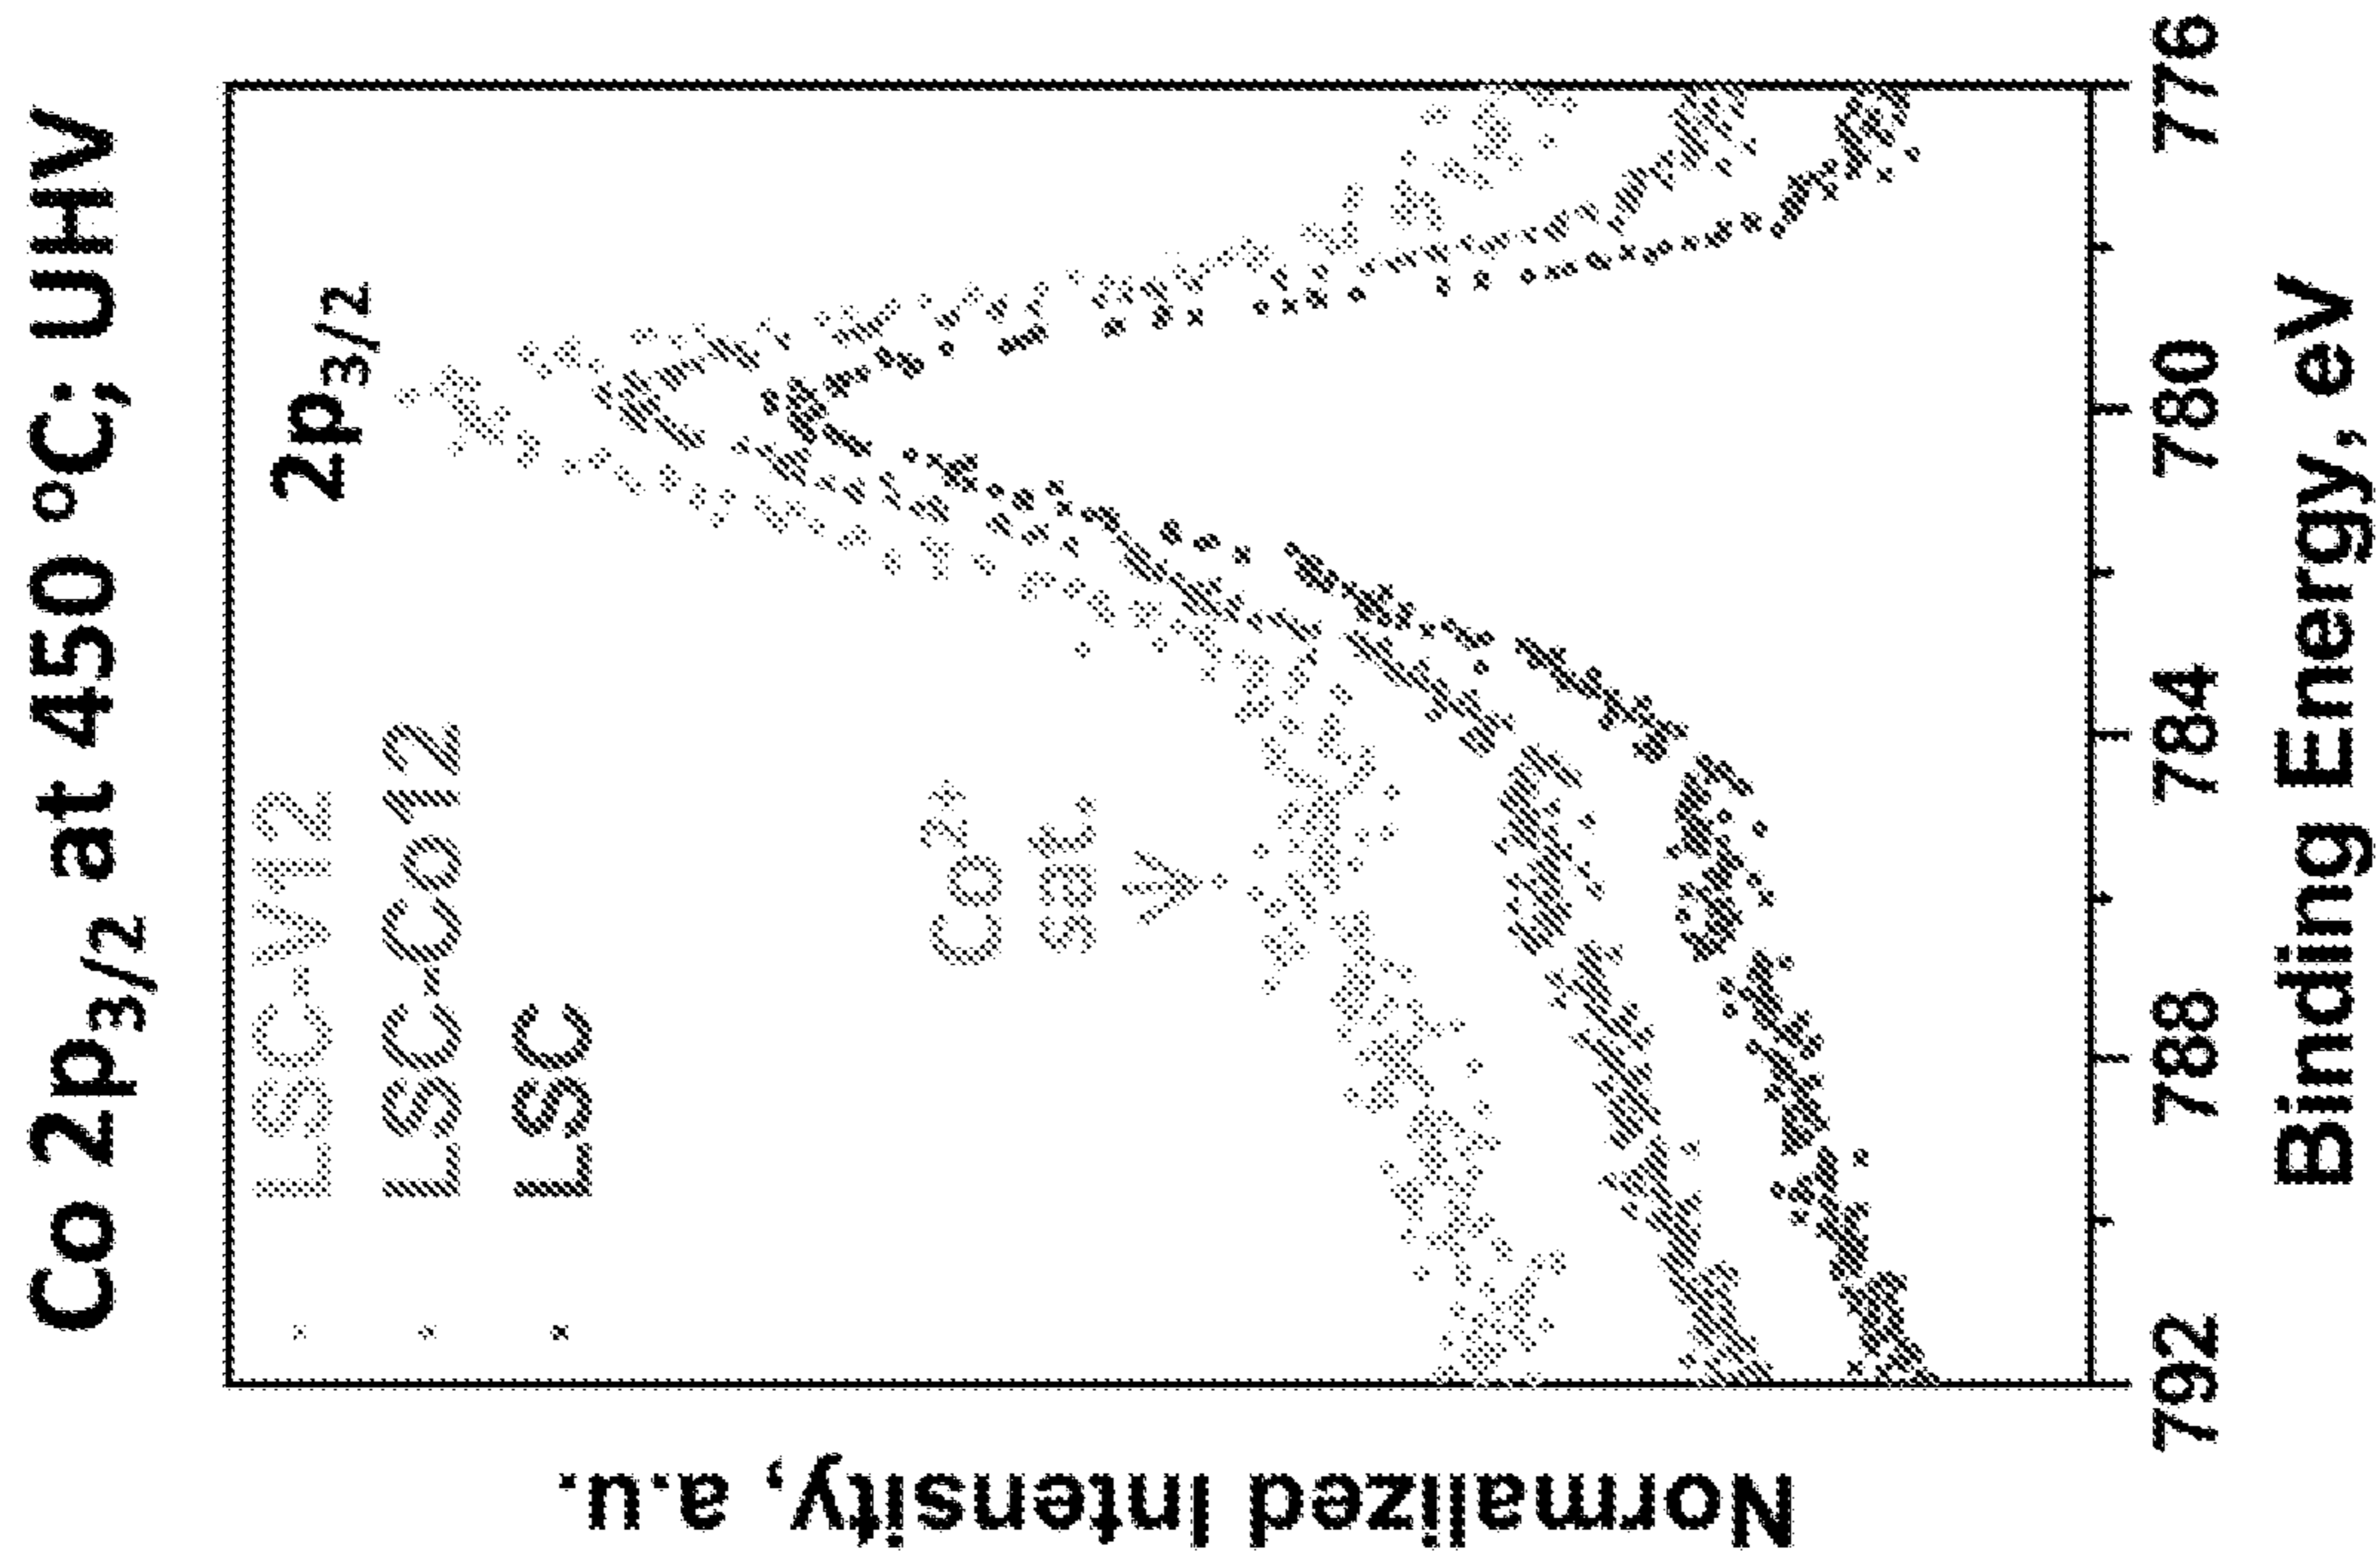 Co 2p3/2 at 450 °C; UHV
LSC-V12
LSC-Co12
LSC
2p3/2
Co2+
sat.
Normalized Intensity, a.u.
792 788 784 780 776
Binding Energy, eV